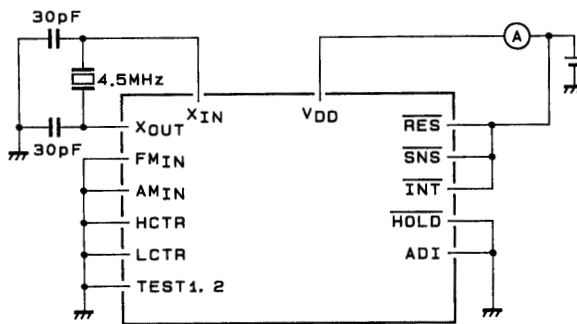 30pF
4.5MHz
A
XIN
VDD
XOUT
30pF
RES
FMIN
SNS
AMIN
INT
HCTR
HOLD
LCTR
ADI
TEST1, 2